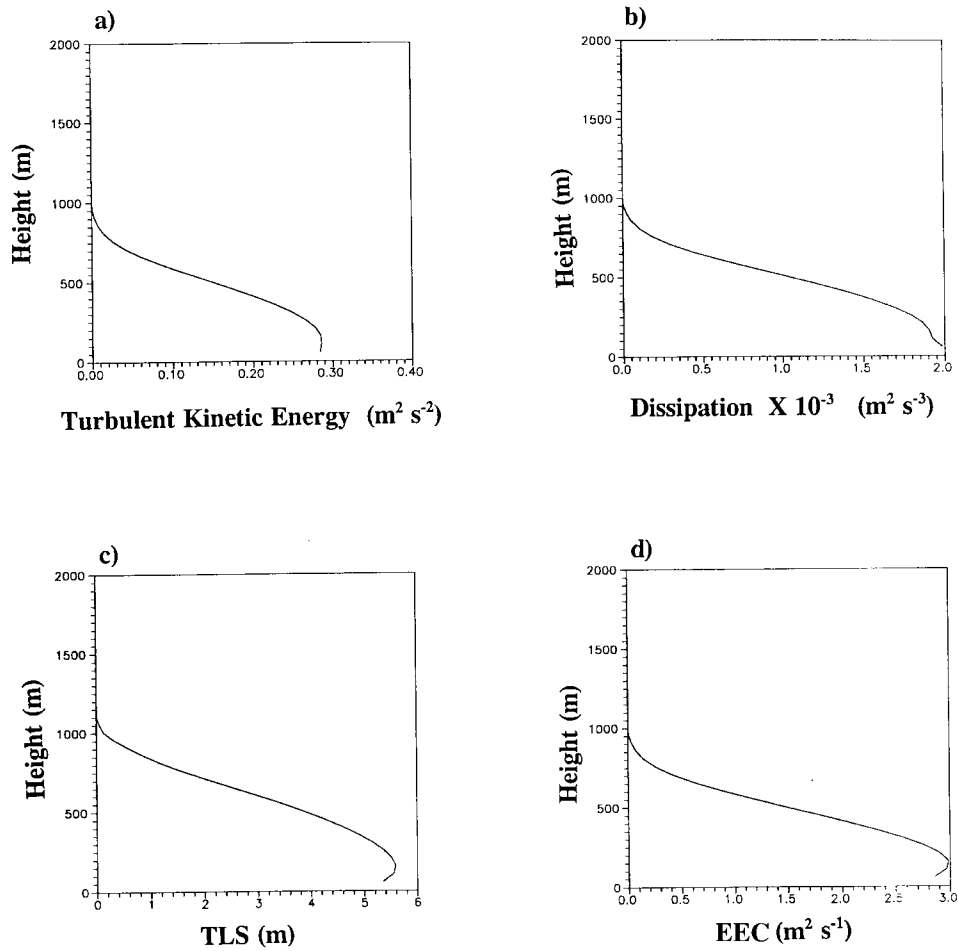 a)
2000
1500
1000
500
0
Height (m)
0.00 0.10 0.20 0.30 0.40
Turbulent Kinetic Energy (m² s⁻²)
b)
2000
1500
1000
500
0
Height (m)
0.0 0.5 1.0 1.5 2.0
Dissipation X 10⁻³ (m² s⁻³)
c)
2000
1500
1000
500
0
Height (m)
0 1 2 3 4 5 6
TLS (m)
d)
2000
1500
1000
500
0
Height (m)
0.0 0.5 1.0 1.5 2.0 2.5 3.0
EEC (m² s⁻¹)